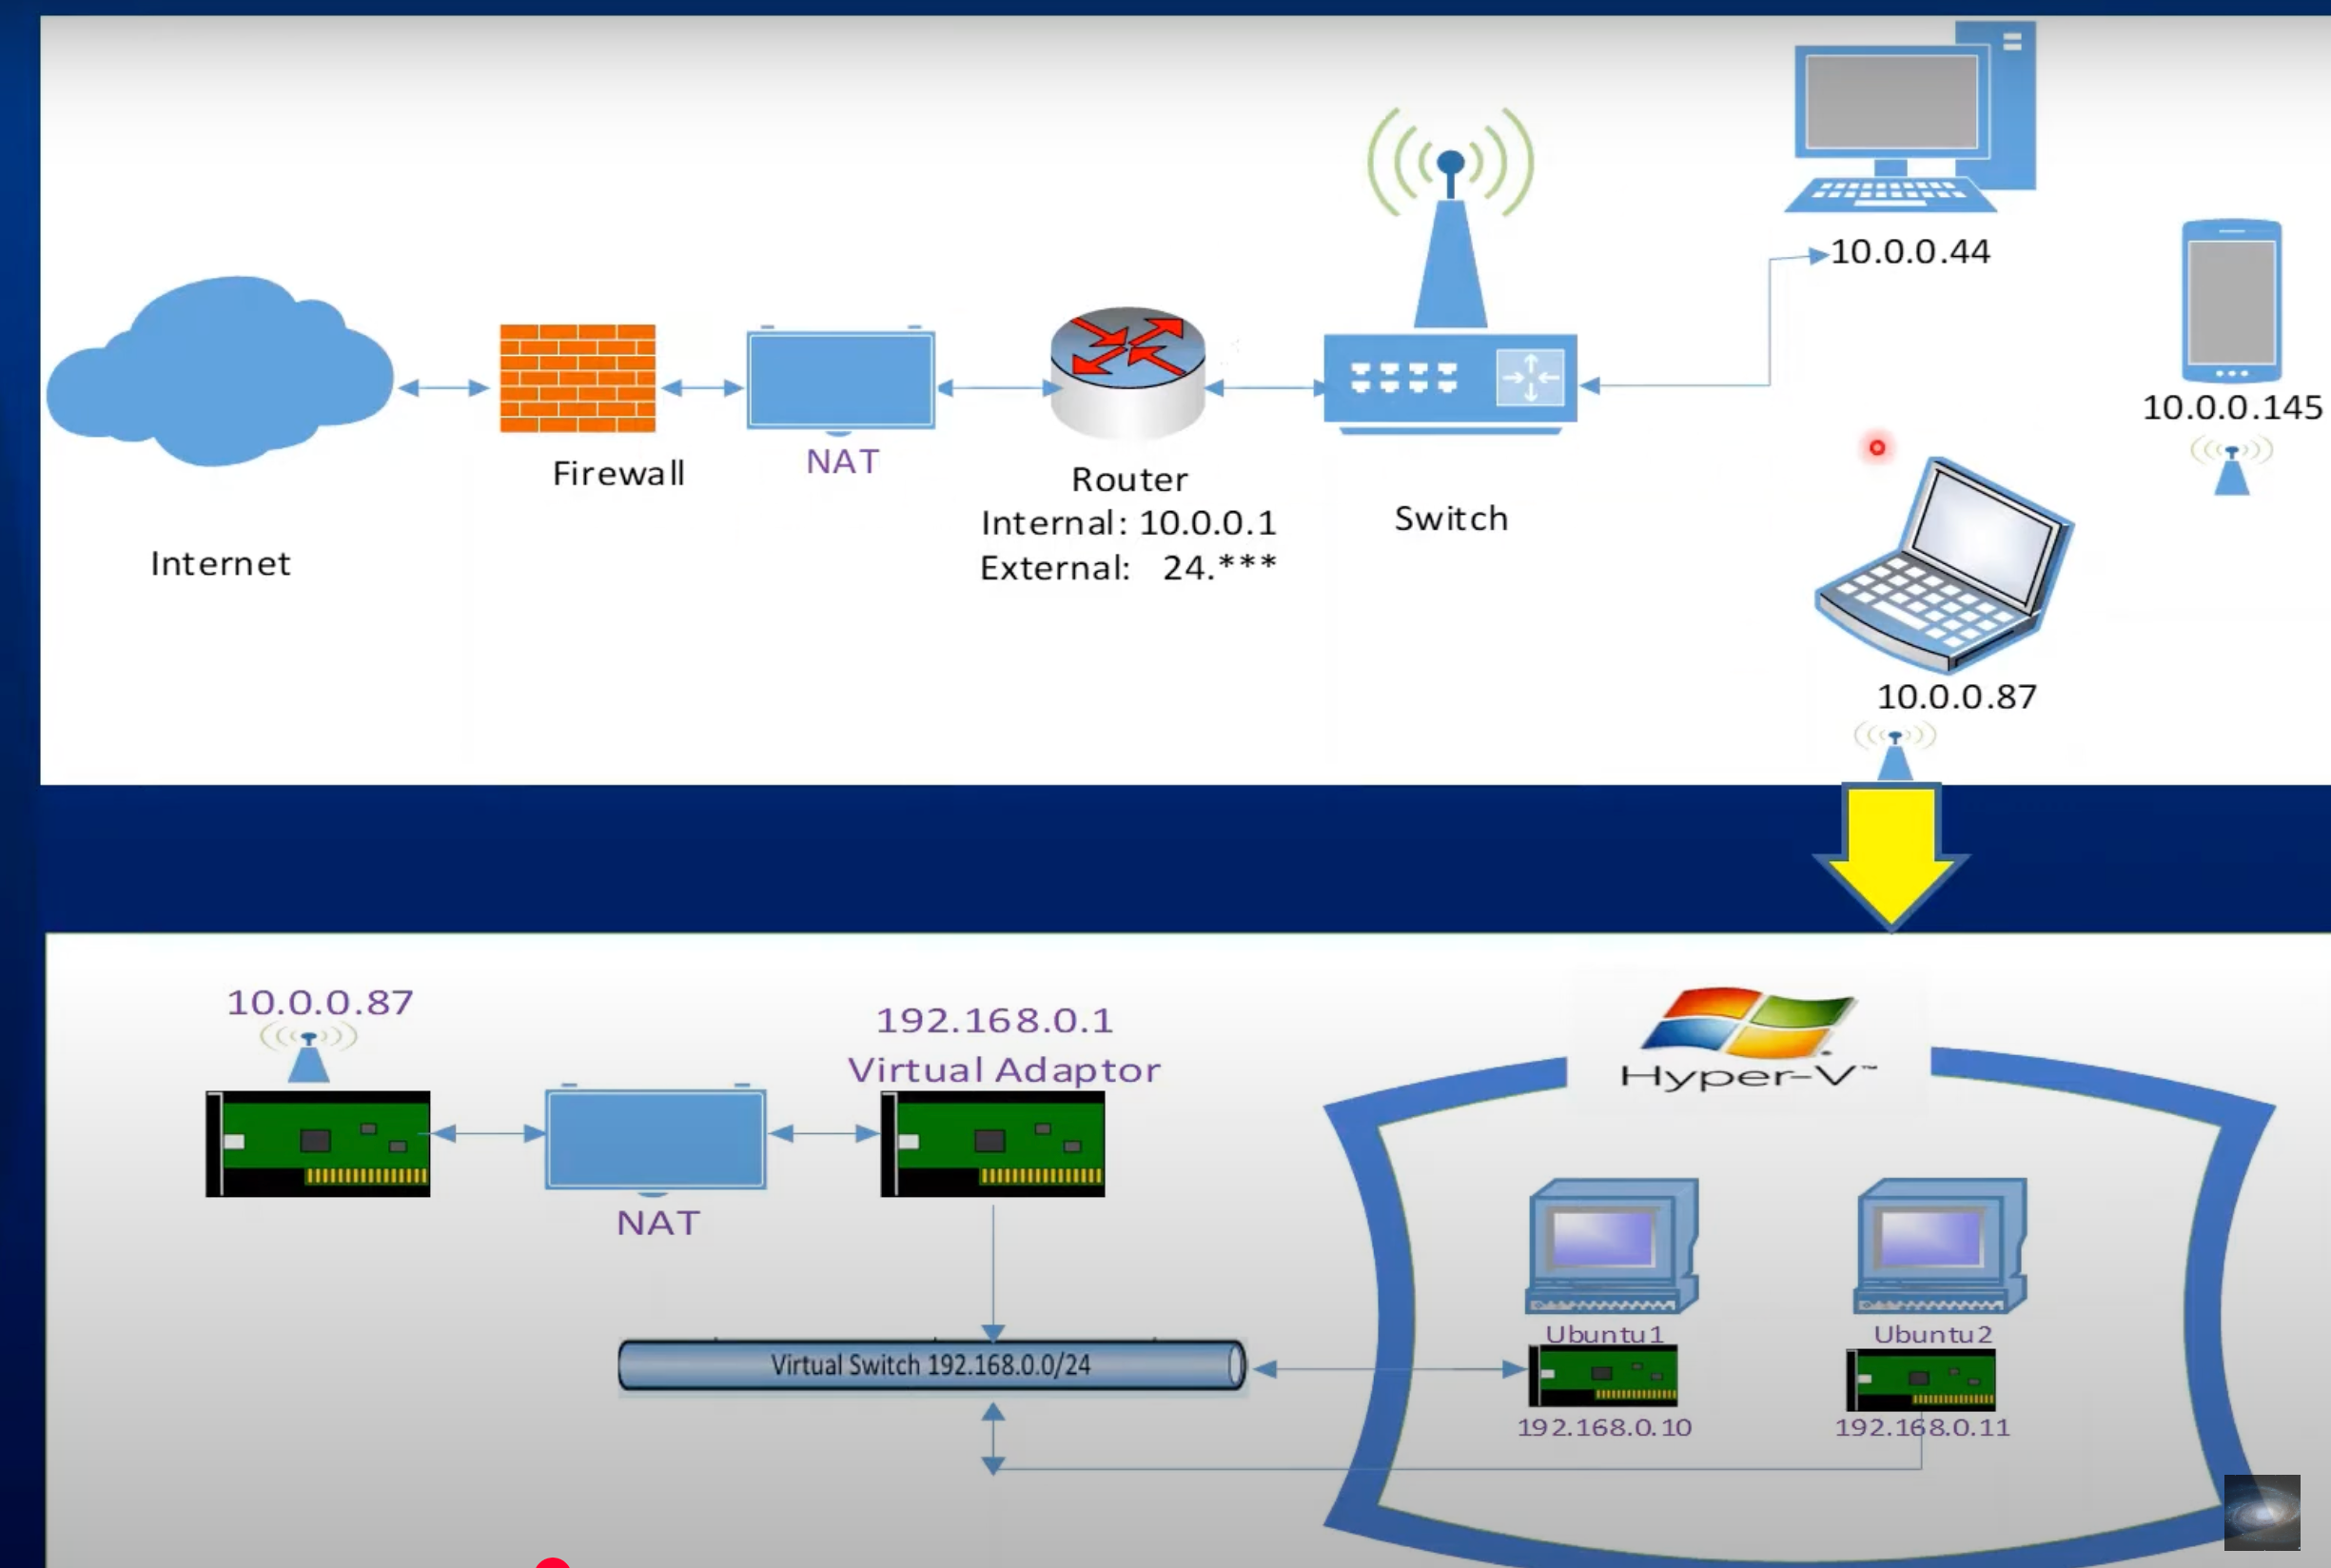 10.0.0.44
10.0.0.145
Firewall
NAT
Router
Internal: 10.0.0.1
External: 24.***
Switch
Internet
10.0.0.87
10.0.0.87
192.168.0.1
Virtual Adaptor
Hyper-V™
NAT
Virtual Switch 192.168.0.0/24
Ubuntu1
Ubuntu2
192.168.0.10
192.168.0.11